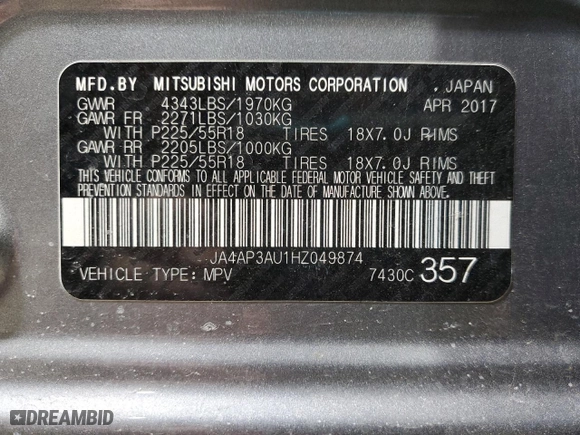 MFD.BY MITSUBISHI MOTORS CORPORATION , JAPAN
GVWR 4343LBS/1970KG APR 2017
GAWR FR 2271LBS/1030KG
WITH P225/55R18 TIRES 18X7.0J RIMS
GAWR RR 2205LBS/1000KG
WITH P225/55R18 TIRES 18X7.0J RIMS
THIS VEHICLE CONFORMS TO ALL APPLICABLE FEDERAL MOTOR VEHICLE SAFETY AND THEFT
PREVENTION STANDARDS IN EFFECT ON THE DATE OF MANUFACTURE SHOWN ABOVE.
JA4AP3AU1HZ049874
VEHICLE TYPE: MPV 7430C 357
DREAMBID